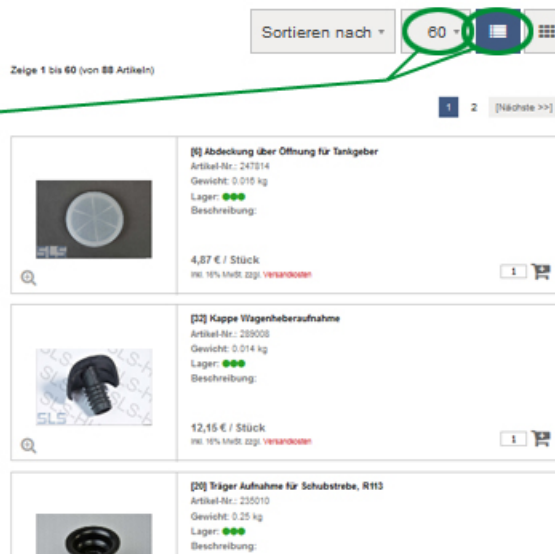 Sortieren nach
60
Zeige 1 bis 60 (von 88 Artikeln)
1 2 [Nächste >>]
[6] Abdeckung über Öffnung für Tankgeber
Artikel-Nr.: 247814
Gewicht: 0.016 kg
Lager:
Beschreibung:
4,87 € / Stück
inkl. 16% MwSt. zzgl. Versandkosten
1
SLS
[32] Kappe Wagenheberaufnahme
Artikel-Nr.: 289008
Gewicht: 0.014 kg
Lager:
Beschreibung:
12,15 € / Stück
inkl. 16% MwSt. zzgl. Versandkosten
1
SLS
[20] Träger Aufnahme für Schubstrebe, R113
Artikel-Nr.: 235010
Gewicht: 0.25 kg
Lager:
Beschreibung: